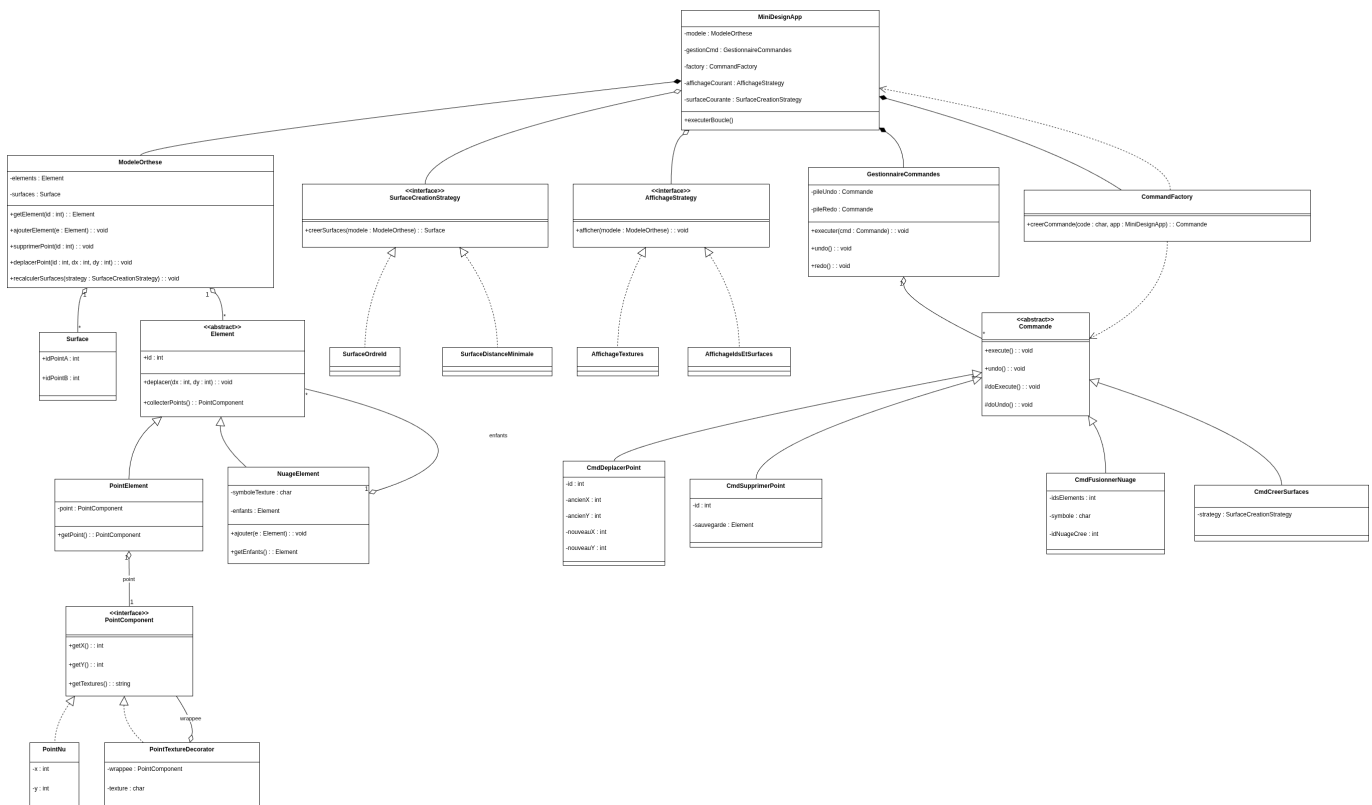 MiniDesignApp
-modele : ModeleOrthese
-gestionCmd : GestionnaireCommandes
-factory : CommandFactory
-affichageCourant : AffichageStrategy
-surfaceCourante : SurfaceCreationStrategy
+executerBoucle()
ModeleOrthese
-elements : Element
-surfaces : Surface
+getElement(id : int) : : Element
+ajouterElement(e : Element) : : void
+supprimerPoint(id : int) : : void
+deplacerPoint(id : int, dx : int, dy : int) : : void
+recalculerSurfaces(strategy : SurfaceCreationStrategy) : : void
<<interface>>
SurfaceCreationStrategy
+creerSurfaces(modele : ModeleOrthese) : : Surface
<<interface>>
AffichageStrategy
+afficher(modele : ModeleOrthese) : : void
GestionnaireCommandes
-pileUndo : Commande
-pileRedo : Commande
+executer(cmd : Commande) : : void
+undo() : : void
+redo() : : void
CommandFactory
+creerCommande(code : char, app : MiniDesignApp) : : Commande
1
1
1
*
*
*
Surface
+idPointA : int
+idPointB : int
<<abstract>>
Element
+id : int
+deplacer(dx : int, dy : int) : : void
+collecterPoints() : : PointComponent
SurfaceOrdreId
SurfaceDistanceMinimale
AffichageTextures
AffichageIdsEtSurfaces
<<abstract>>
Commande
+execute() : : void
+undo() : : void
#doExecute() : : void
#doUndo() : : void
*
enfants
1
PointElement
-point : PointComponent
+getPoint() : : PointComponent
NuageElement
-symboleTexture : char
-enfants : Element
+ajouter(e : Element) : : void
+getEnfants() : : Element
CmdDeplacerPoint
-id : int
-ancienX : int
-ancienY : int
-nouveauX : int
-nouveauY : int
CmdSupprimerPoint
-id : int
-sauvegarde : Element
CmdFusionnerNuage
-idsElements : int
-symbole : char
-idNuageCree : int
CmdCreerSurfaces
-strategy : SurfaceCreationStrategy
1
point
1
<<interface>>
PointComponent
+getX() : : int
+getY() : : int
+getTextures() : : string
wrappee
PointNu
-x : int
-y : int
PointTextureDecorator
-wrappee : PointComponent
-texture : char